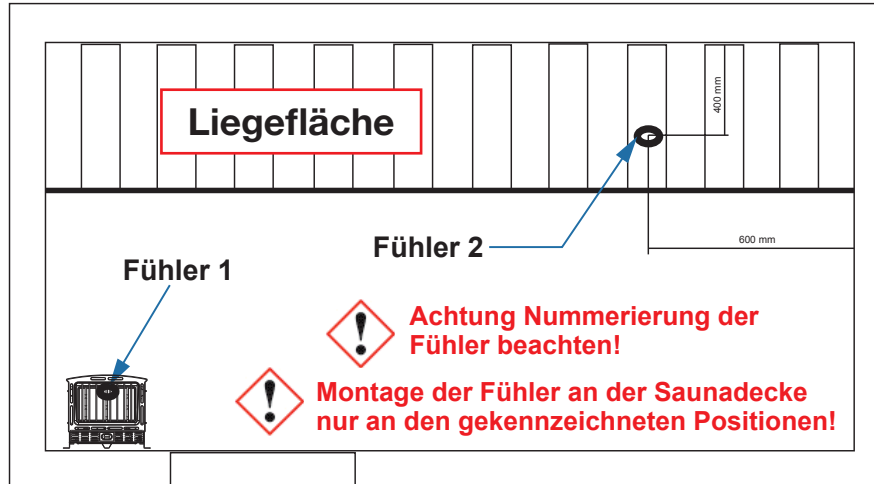 Liegefläche
400 mm
Fühler 2
600 mm
Fühler 1
Achtung Nummerierung der
Fühler beachten!
Montage der Fühler an der Saunadecke
nur an den gekennzeichneten Positionen!